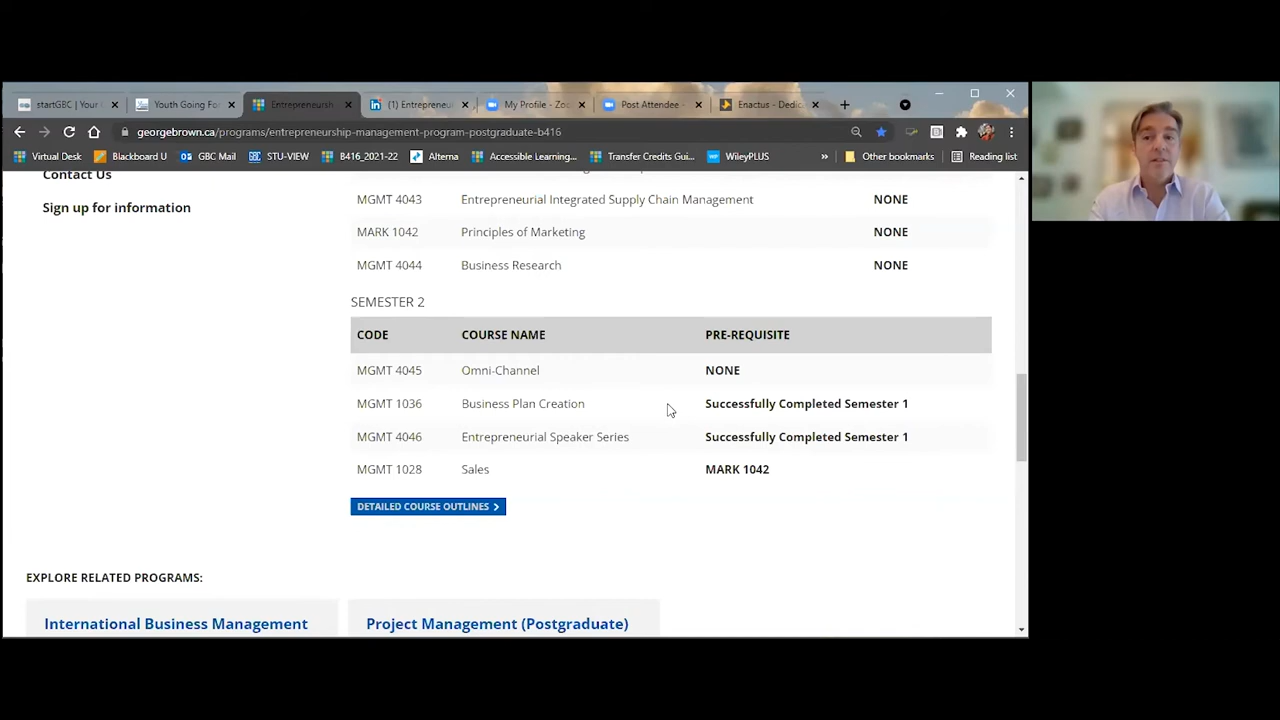 startGBC | Your
Youth Going Fo
Entrepreneursh
(1) Entrepreneu
My Profile - Zoo
Post Attendee -
Enactus - Dedic
georgebrown.ca/programs/entrepreneurship-management-program-postgraduate-b416
Virtual Desk
Blackboard U
GBC Mail
STU-VIEW
B416_2021-22
Alterna
Accessible Learning...
Transfer Credits Gui...
WileyPLUS
»
Other bookmarks
Reading list
Contact Us
Sign up for information
MGMT 4043 Entrepreneurial Integrated Supply Chain Management NONE
MARK 1042 Principles of Marketing NONE
MGMT 4044 Business Research NONE
SEMESTER 2
CODE COURSE NAME PRE-REQUISITE
MGMT 4045 Omni-Channel NONE
MGMT 1036 Business Plan Creation Successfully Completed Semester 1
MGMT 4046 Entrepreneurial Speaker Series Successfully Completed Semester 1
MGMT 1028 Sales MARK 1042
DETAILED COURSE OUTLINES
EXPLORE RELATED PROGRAMS:
International Business Management
Project Management (Postgraduate)